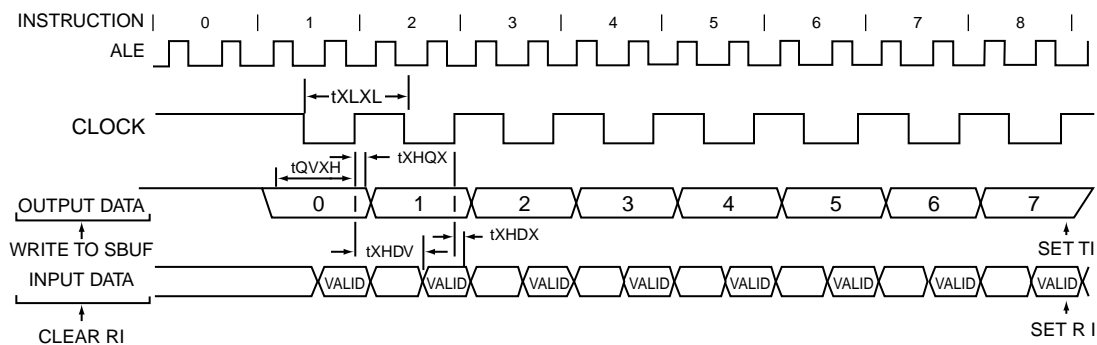 INSTRUCTION | 0 | 1 | 2 | 3 | 4 | 5 | 6 | 7 | 8 |
ALE
tXLXL
CLOCK
tQVXH tXHQX
0 1 2 3 4 5 6 7
OUTPUT DATA
WRITE TO SBUF tXHDV tXHDX SET TI
INPUT DATA VALID VALID VALID VALID VALID VALID VALID VALID
CLEAR RI SET R I